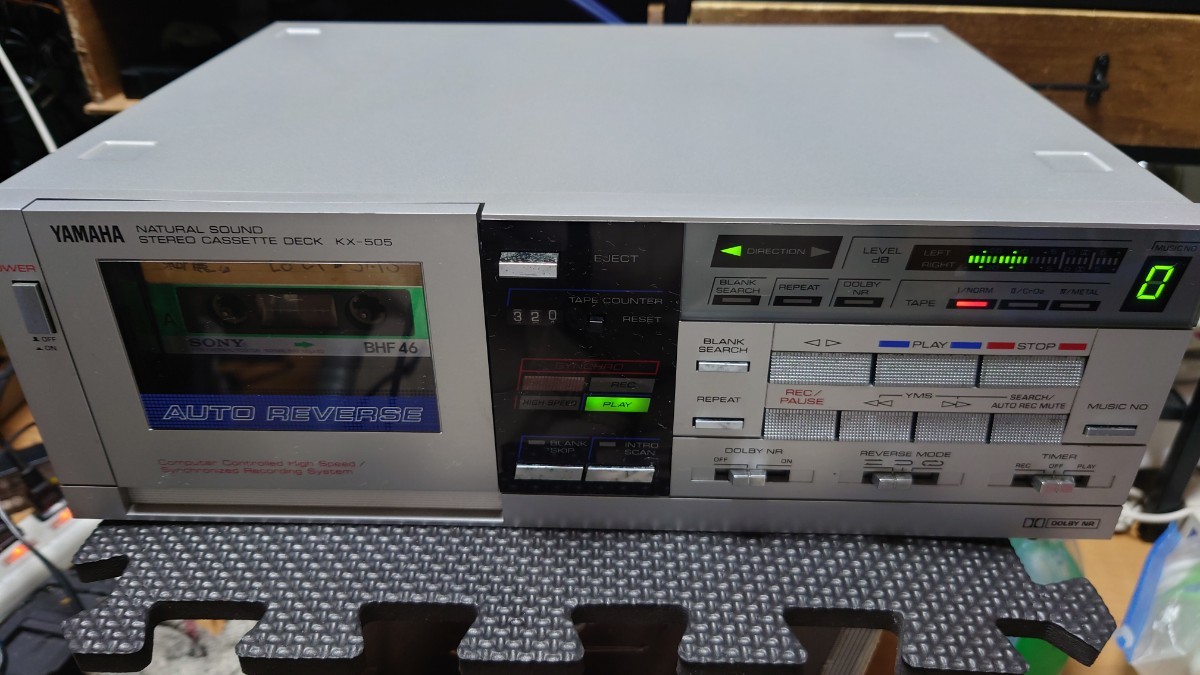 YAMAHA
NATURAL SOUND
STEREO CASSETTE DECK KX-505
OFF
ON
A
SONY
BHF 46
AUTO REVERSE
Computer Controlled High Speed /
Synchronized Recording System
EJECT
TAPE COUNTER
320
RESET
REC
HIGH SPEED
PLAY
BLANK
SKIP
INTRO
SCAN
DIRECTION
LEVEL
dB
LEFT
RIGHT
MUSIC NO
0
BLANK
SEARCH
REPEAT
DOLBY
NR
TAPE
I/NORM
II/CrO2
IV/METAL
BLANK
SEARCH
PLAY
STOP
REPEAT
REC/
PAUSE
YMS
SEARCH/
AUTO REC MUTE
MUSIC NO
DOLBY NR
OFF
ON
REVERSE MODE
TIMER
REC
OFF
PLAY
DOLBY NR